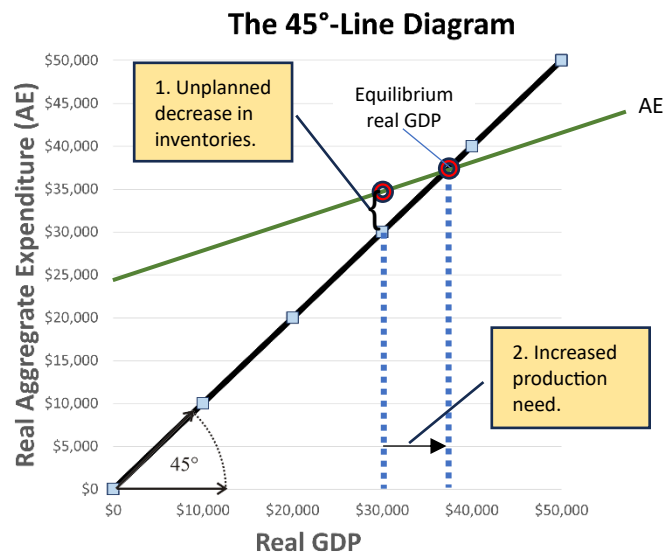 The 45°-Line Diagram
$50,000
$45,000
$40,000
$35,000
$30,000
$25,000
$20,000
$15,000
$10,000
$5,000
$0
Real Aggregrate Expenditure (AE)
1. Unplanned
decrease in
inventories.
Equilibrium
real GDP
AE
2. Increased
production
need.
45°
$0
$10,000
$20,000
$30,000
$40,000
$50,000
Real GDP